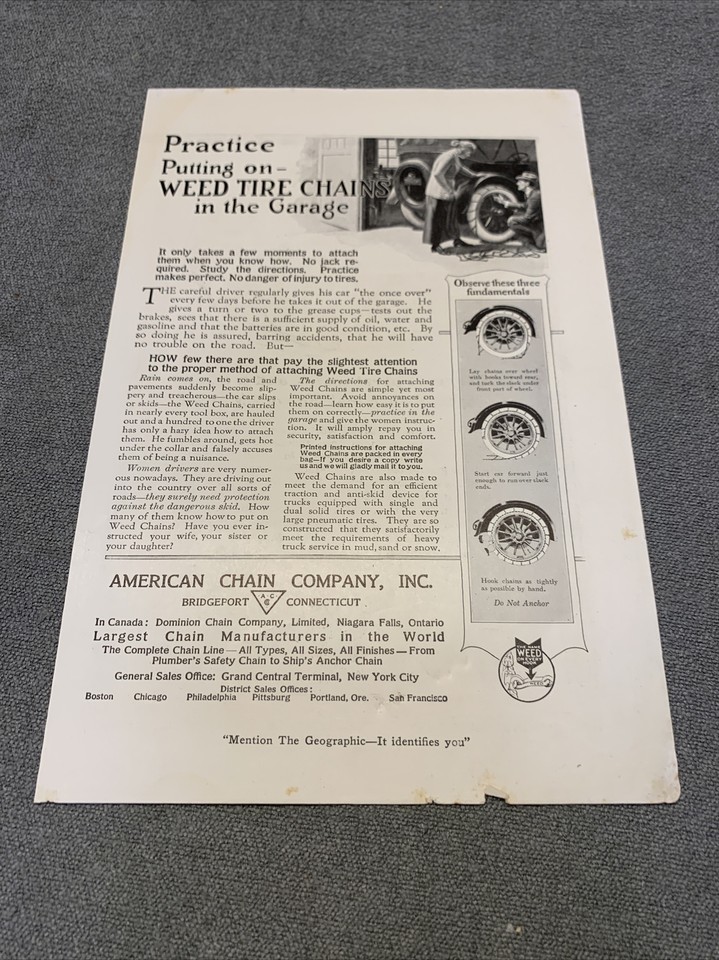 Practice
Putting on—
WEED TIRE CHAINS
in the Garage
It only takes a few moments to attach
them when you know how. No jack re-
quired. Study the directions. Practice
makes perfect. No danger of injury to tires.
THE careful driver regularly gives his car "the once over"
every few days before he takes it out of the garage. He
gives a turn or two to the grease cups—tests out the
brakes, sees that there is a sufficient supply of oil, water and
gasoline and that the batteries are in good condition, etc. By
so doing he is assured, barring accidents, that he will have
no trouble on the road. But—
HOW few there are that pay the slightest attention
to the proper method of attaching Weed Tire Chains
Rain comes on, the road and
pavements suddenly become slip-
pery and treacherous—the car slips
or skids—the Weed Chains, carried
in nearly every tool box, are hauled
out and a hundred to one the driver
has only a hazy idea how to attach
them. He fumbles around, gets hot
under the collar and falsely accuses
them of being a nuisance.
Women drivers are very numer-
ous nowadays. They are driving out
into the country over all sorts of
roads—they surely need protection
against the dangerous skid. How
many of them know how to put on
Weed Chains? Have you ever in-
structed your wife, your sister or
your daughter?
The directions for attaching
Weed Chains are simple yet most
important. Avoid annoyances on
the road—learn how easy it is to put
them on correctly—practice in the
garage and give the women instruc-
tion. It will amply repay you in
security, satisfaction and comfort.
Printed instructions for attaching
Weed Chains are packed in every
bag—If you desire a copy write
us and we will gladly mail it to you.
Weed Chains are also made to
meet the demand for an efficient
traction and anti-skid device for
trucks equipped with single and
dual solid tires or with the very
large pneumatic tires. They are so
constructed that they satisfactorily
meet the requirements of heavy
truck service in mud, sand or snow.
Observe these three
fundamentals
Lay chains over wheel
with hooks toward rear,
and tuck the slack under
front part of wheel.
Start car forward just
enough to run over slack
ends.
Hook chains as tightly
as possible by hand.
Do Not Anchor
AMERICAN CHAIN COMPANY, INC.
BRIDGEPORT CONNECTICUT
In Canada: Dominion Chain Company, Limited, Niagara Falls, Ontario
Largest Chain Manufacturers in the World
The Complete Chain Line—All Types, All Sizes, All Finishes—From
Plumber's Safety Chain to Ship's Anchor Chain
General Sales Office: Grand Central Terminal, New York City
District Sales Offices:
Boston Chicago Philadelphia Pittsburg Portland, Ore. San Francisco
THE NAME
WEED
ON EVERY
HOOK
"Mention The Geographic—It identifies you"